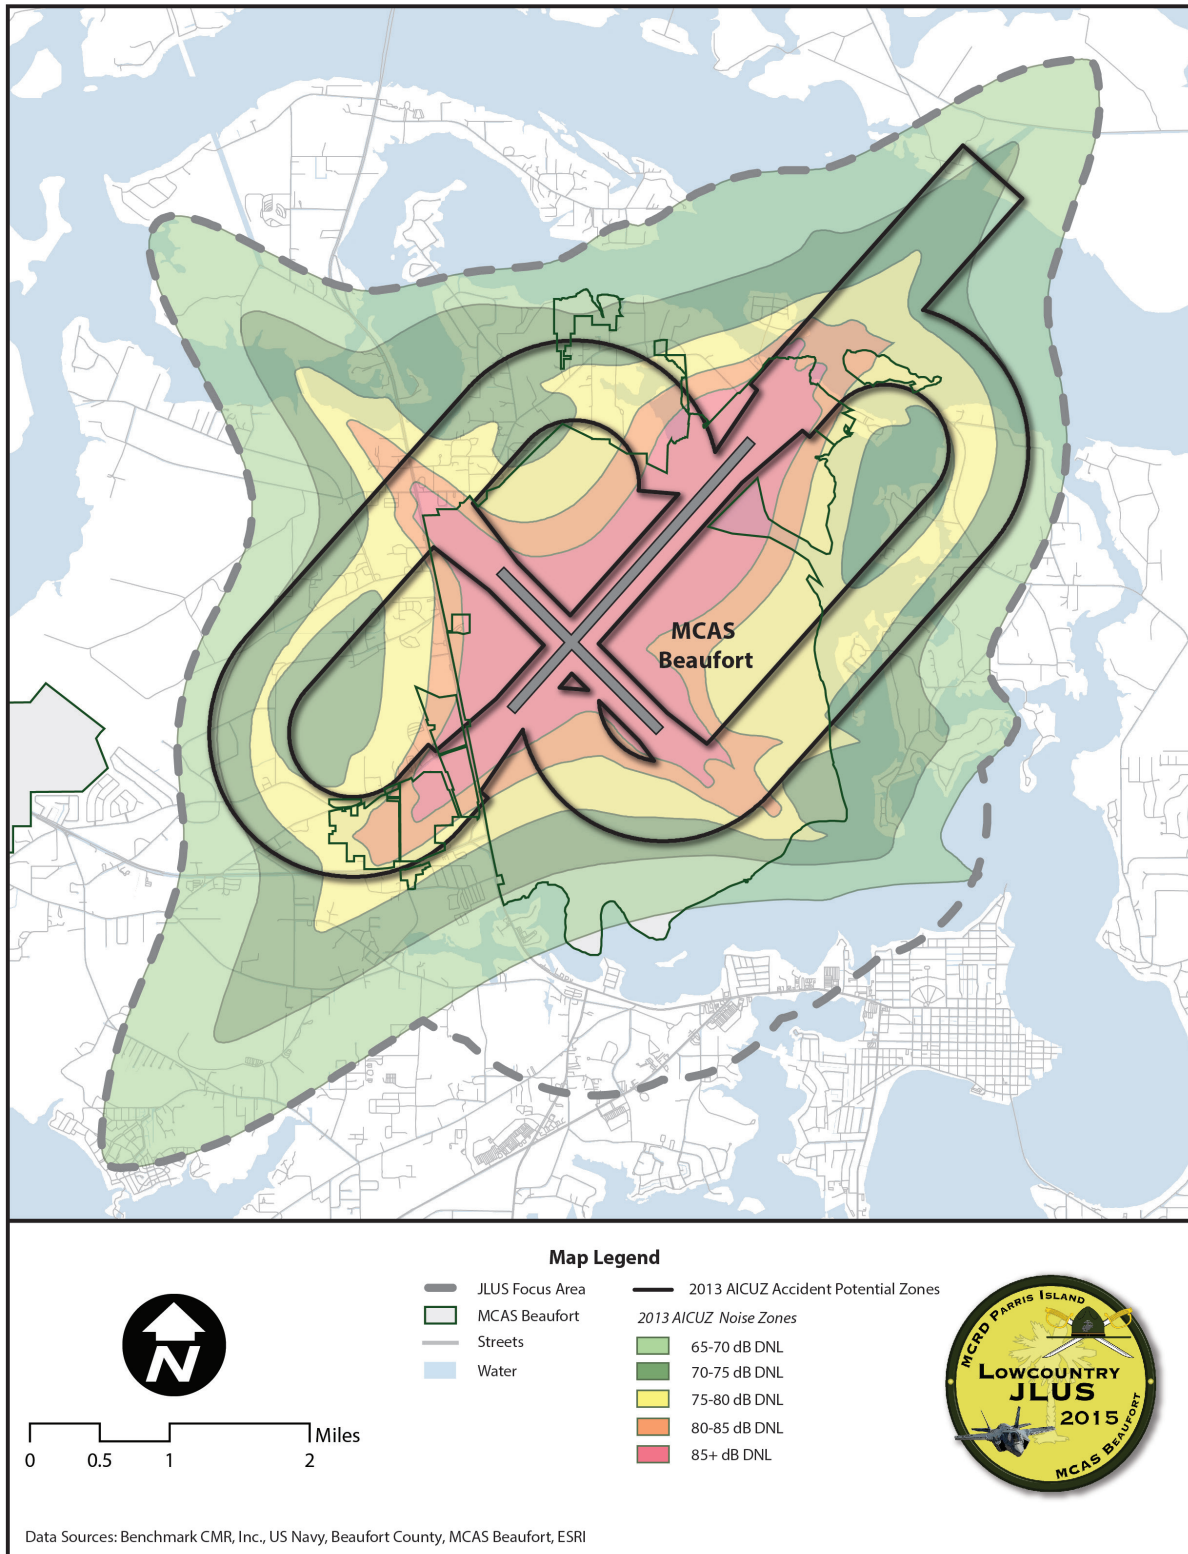 MCAS
Beaufort
Map Legend
JLUS Focus Area
MCAS Beaufort
Streets
Water
2013 AICUZ Accident Potential Zones
2013 AICUZ Noise Zones
65-70 dB DNL
70-75 dB DNL
75-80 dB DNL
80-85 dB DNL
85+ dB DNL
N
Miles
0 0.5 1 2
MCRD PARRIS ISLAND
LOWCOUNTRY
JLUS
2015
MCAS BEAUFORT
Data Sources: Benchmark CMR, Inc., US Navy, Beaufort County, MCAS Beaufort, ESRI